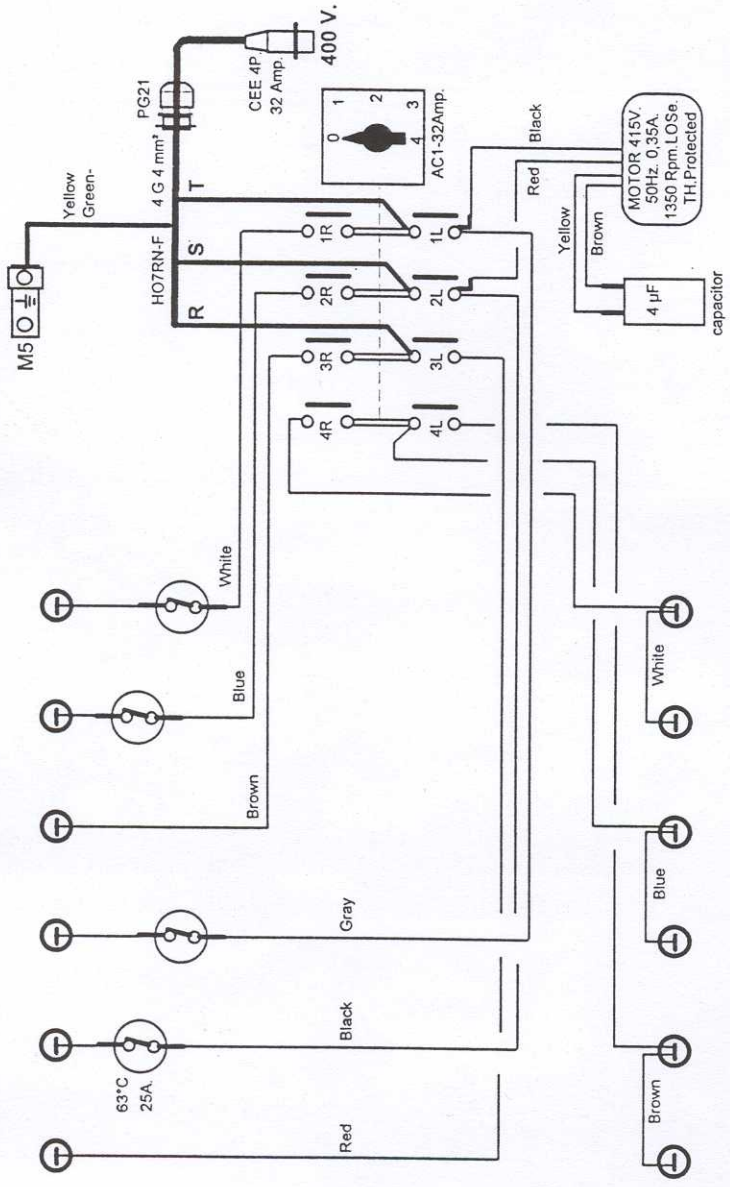 M5
Yellow
Green-
PG21
4 G 4 mm²
HO7RN-F
CEE 4P
32 Amp.
400 V.
T
S
R
0
1
2
3
4
AC1-32Amp.
1R
2R
3R
4R
1L
2L
3L
4L
Black
Red
Yellow
Brown
MOTOR 415V.
50Hz. 0,35A.
1350 Rpm.LOSe.
TH.Protected
4 µF
capacitor
White
Blue
Brown
Gray
Black
Red
63°C
25A.
White
Blue
Brown